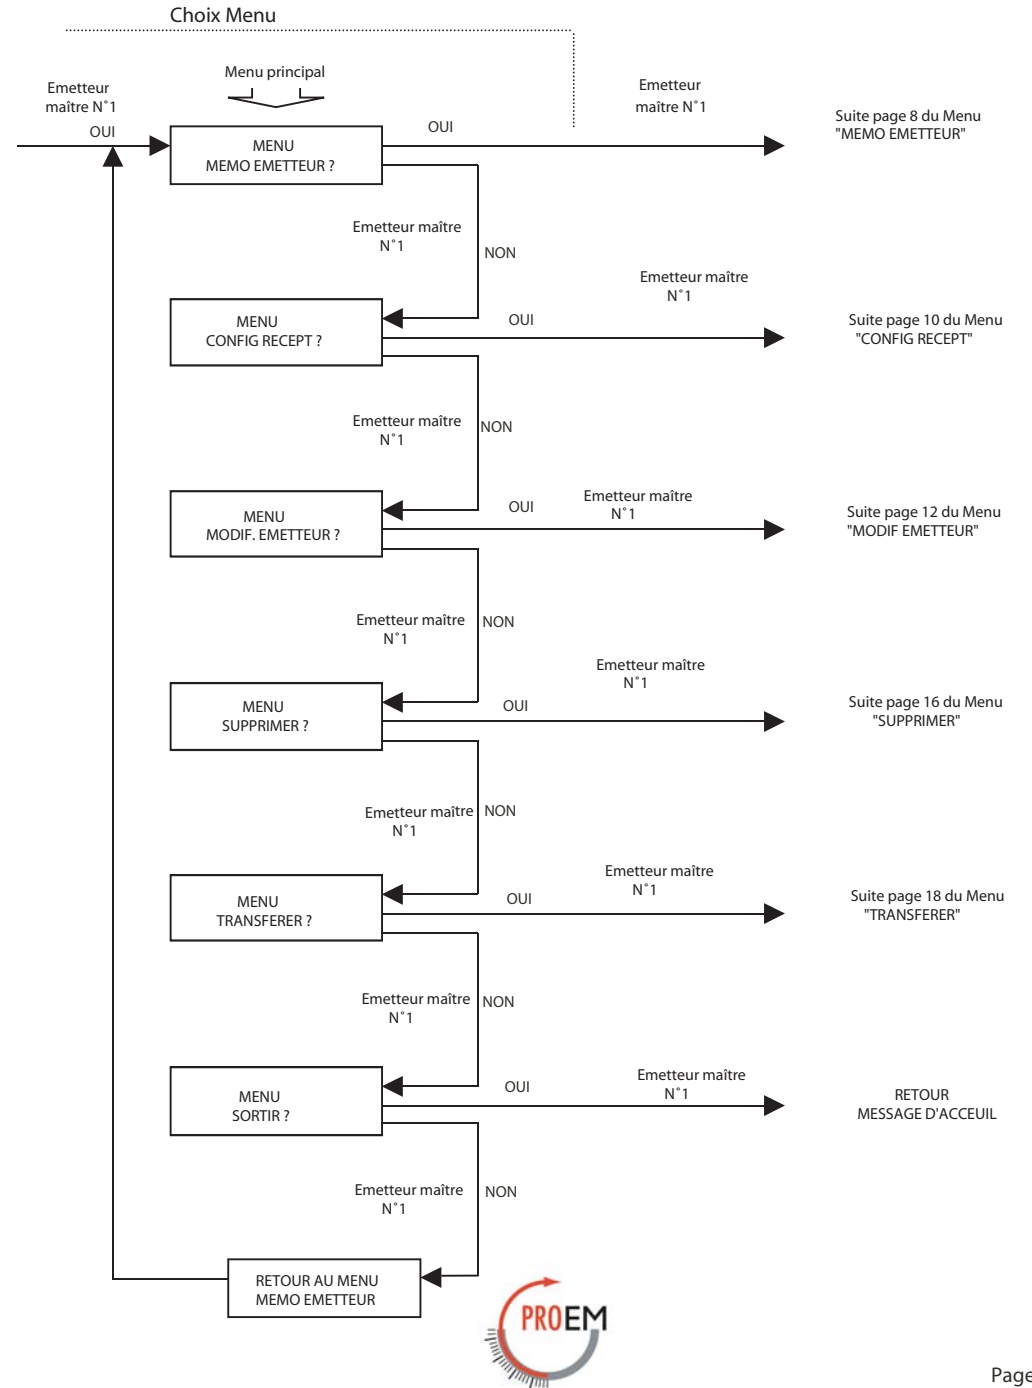 Choix Menu
Menu principal
Emetteur
maître N°1
OUI
MENU
MEMO EMETTEUR ?
OUI
Emetteur
maître N°1
Suite page 8 du Menu
"MEMO EMETTEUR"
Emetteur maître
N°1
NON
MENU
CONFIG RECEPT ?
OUI
Emetteur maître
N°1
Suite page 10 du Menu
"CONFIG RECEPT"
Emetteur maître
N°1
NON
MENU
MODIF. EMETTEUR ?
OUI
Emetteur maître
N°1
Suite page 12 du Menu
"MODIF EMETTEUR"
Emetteur maître
N°1
NON
MENU
SUPPRIMER ?
OUI
Emetteur maître
N°1
Suite page 16 du Menu
"SUPPRIMER"
Emetteur maître
N°1
NON
MENU
TRANSFERER ?
OUI
Emetteur maître
N°1
Suite page 18 du Menu
"TRANSFERER"
Emetteur maître
N°1
NON
MENU
SORTIR ?
OUI
Emetteur maître
N°1
RETOUR
MESSAGE D'ACCEUIL
Emetteur maître
N°1
NON
RETOUR AU MENU
MEMO EMETTEUR
PROEM
Page